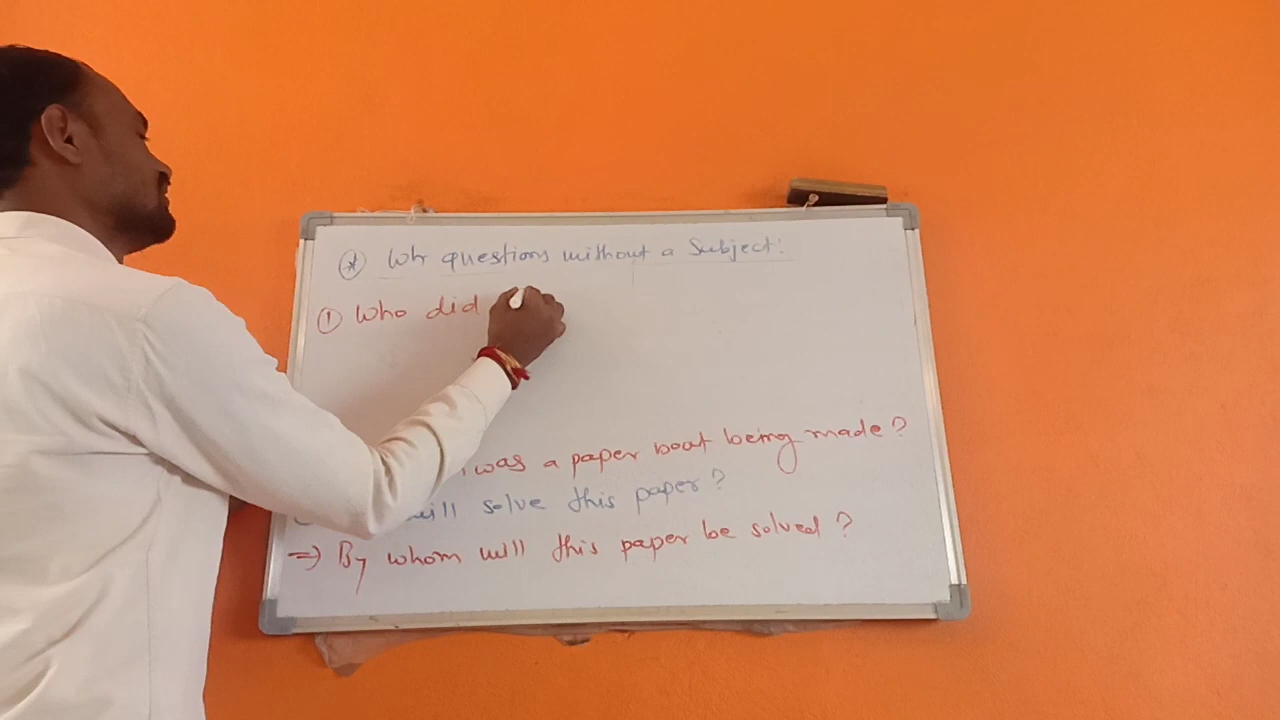 * Wh questions without a Subject:
① Who did
was a paper boat being made?
will solve this paper?
⇒ By whom will this paper be solved?